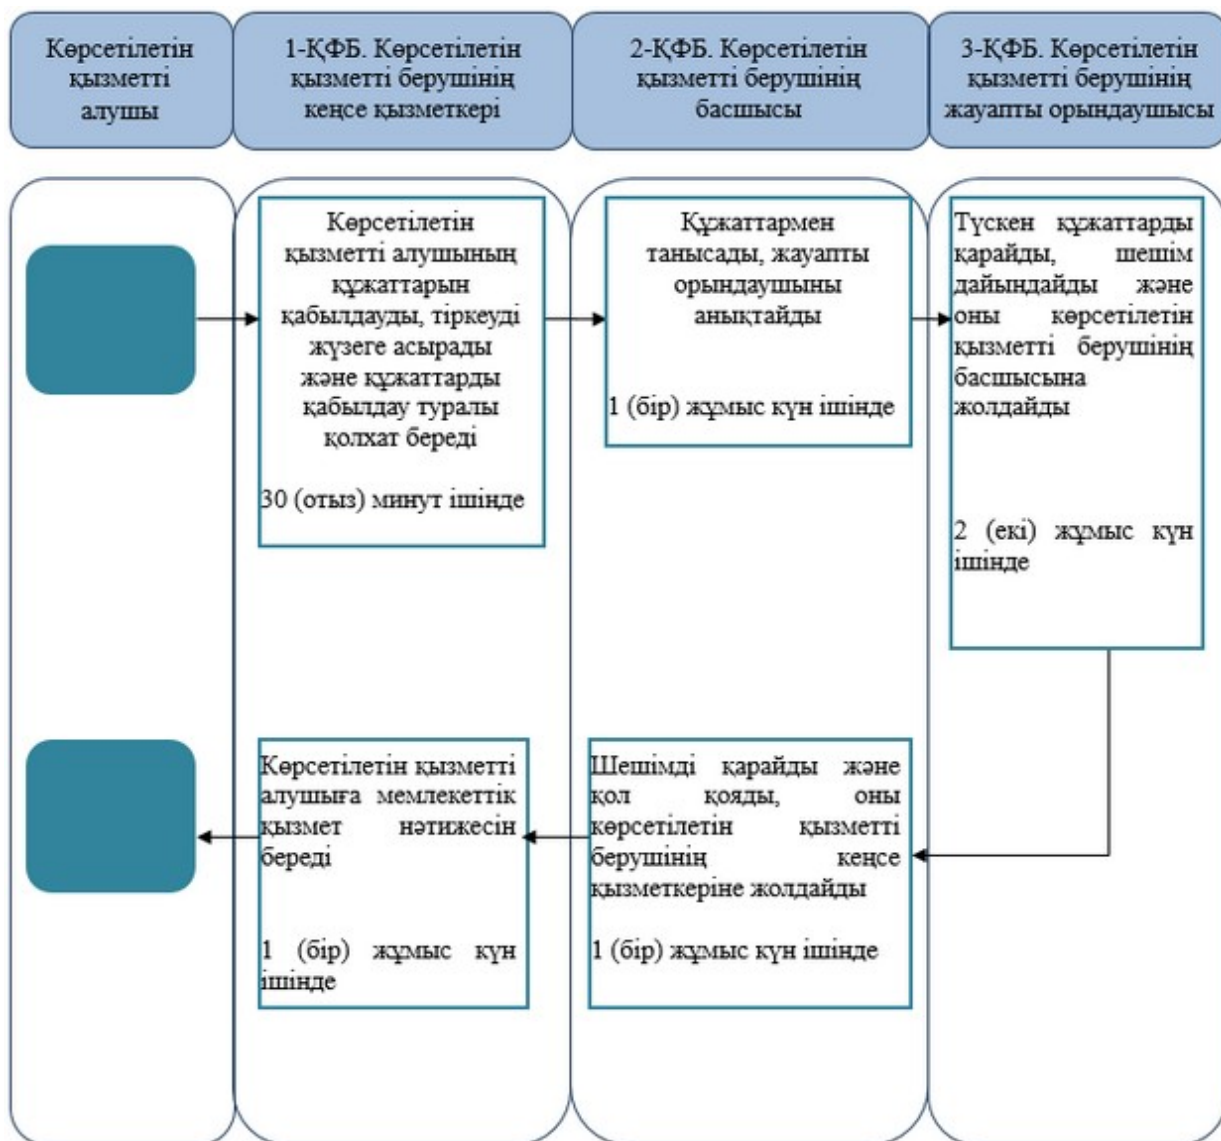 Көрсетілетін
қызметті
алушы
1-ҚФБ. Көрсетілетін
қызметті берушінің
кеңсе қызметкері
2-ҚФБ. Көрсетілетін
қызметті берушінің
басшысы
3-ҚФБ. Көрсетілетін
қызметті берушінің
жауапты орындаушысы
Көрсетілетін
қызметті алушының
құжаттарын
қабылдауды, тіркеуді
жүзеге асырады
және құжаттарды
қабылдау туралы
қолхат береді
30 (отыз) минут ішінде
Құжаттармен
танысады, жауапты
орындаушыны
анықтайды
1 (бір) жұмыс күн ішінде
Түскен құжаттарды
қарайды, шешім
дайындайды және
оны көрсетілетін
қызметті берушінің
басшысына
жолдайды
2 (екі) жұмыс күн
ішінде
Көрсетілетін қызметті
алушыға мемлекеттік
қызмет нәтижесін
береді
1 (бір) жұмыс күн
ішінде
Шешімді қарайды және
қол қояды, оны
көрсетілетін қызметті
берушінің кеңсе
қызметкеріне жолдайды
1 (бір) жұмыс күн ішінде